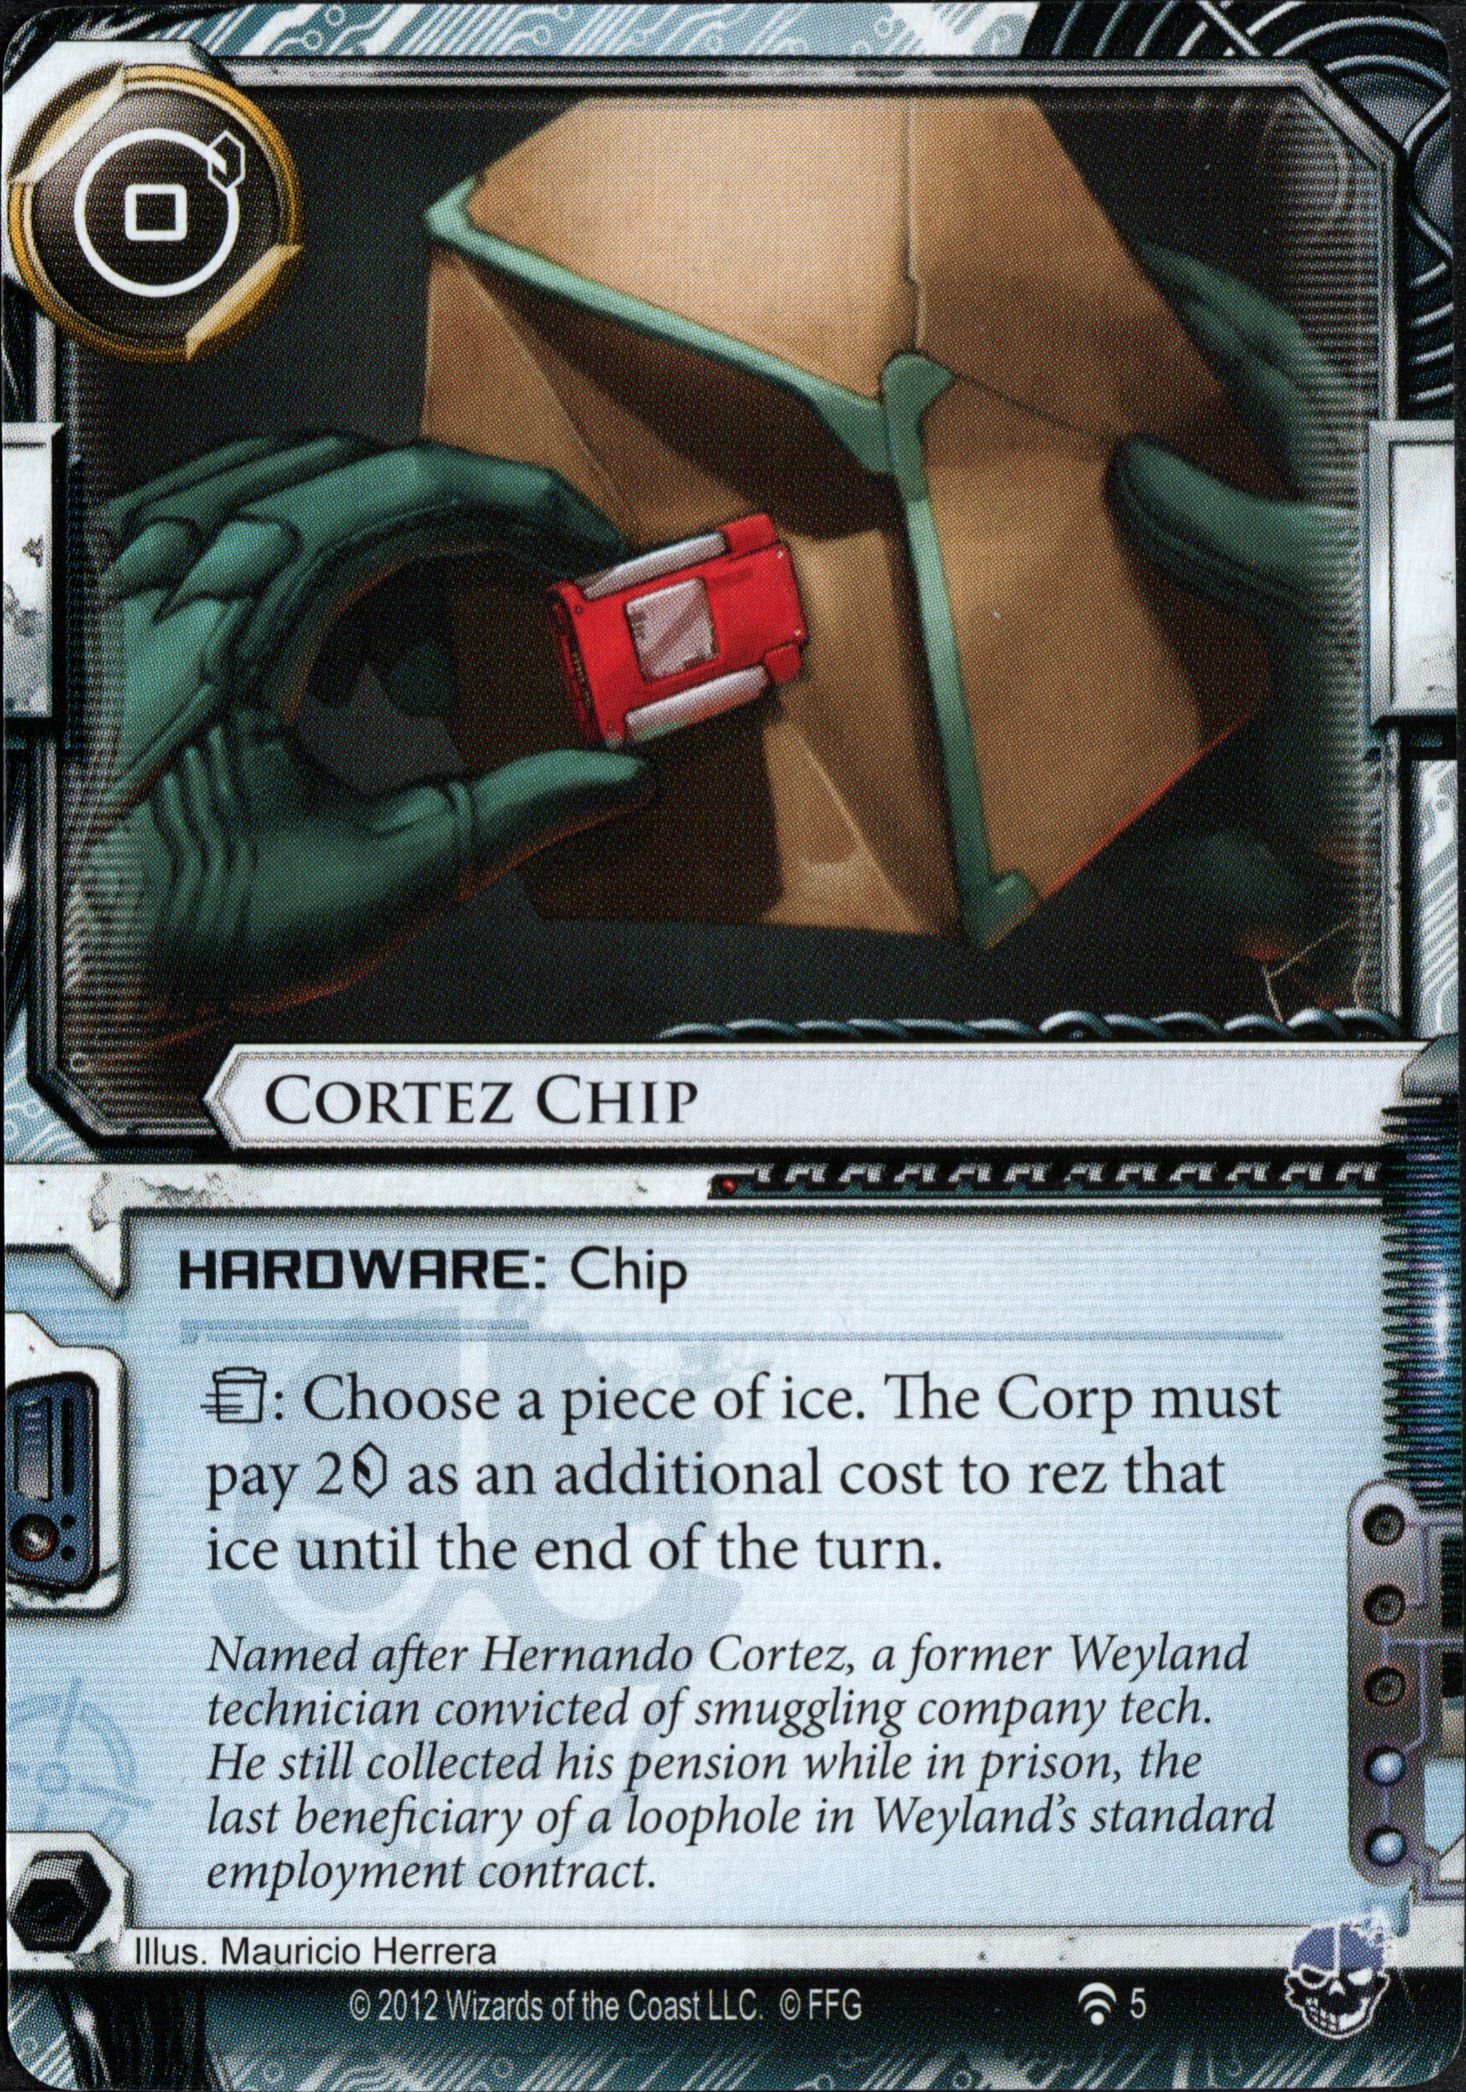 0
CORTEZ CHIP
HARDWARE: Chip
: Choose a piece of ice. The Corp must
pay 2 as an additional cost to rez that
ice until the end of the turn.
Named after Hernando Cortez, a former Weyland
technician convicted of smuggling company tech.
He still collected his pension while in prison, the
last beneficiary of a loophole in Weyland's standard
employment contract.
Illus. Mauricio Herrera
© 2012 Wizards of the Coast LLC. © FFG 5